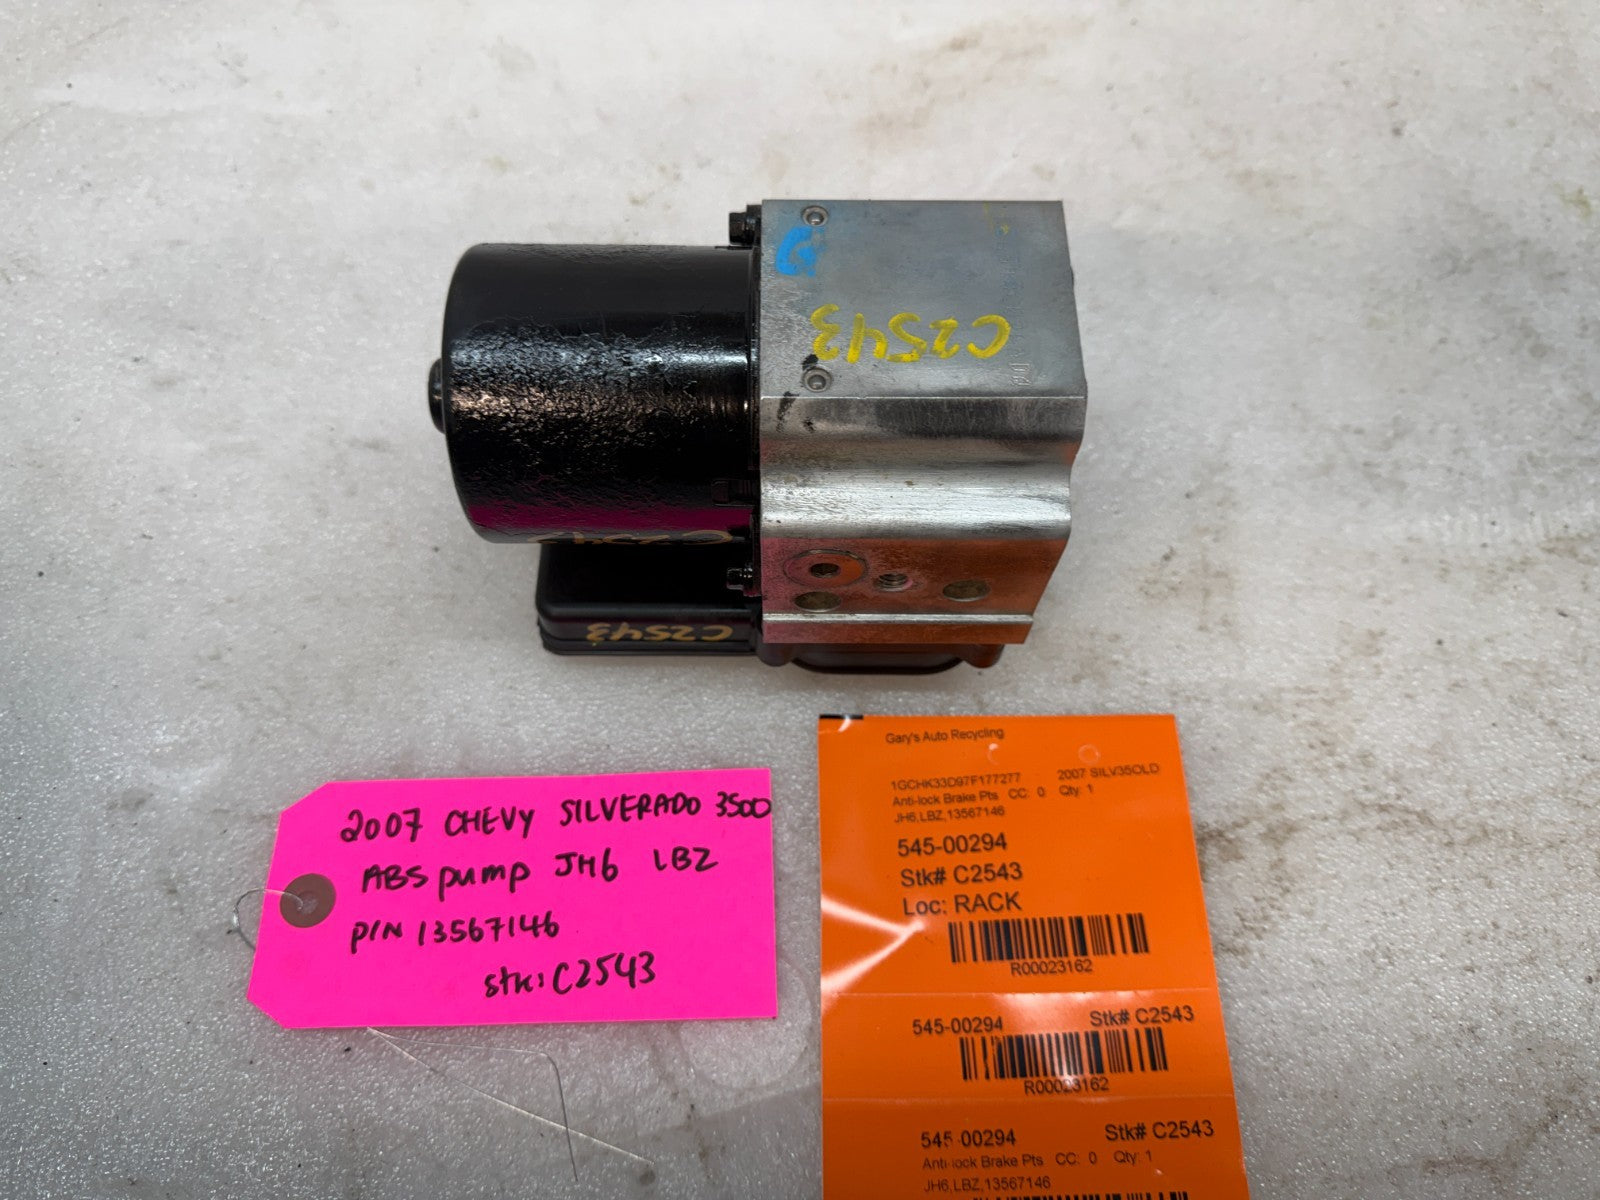 C2543
C2543
C2543
2007 CHEVY SILVERADO 3500
ABS pump JH6 LBZ
P/N 13567146
stk: C2543
Gary's Auto Recycling
1GCHK33D97F177277 2007 SILV35OLD
Anti-lock Brake Pts CC: 0 Qty: 1
JH6,LBZ,13567146
545-00294
Stk# C2543
Loc: RACK
R00023162
545-00294 Stk# C2543
R00023162
545-00294 Stk# C2543
Anti-lock Brake Pts CC: 0 Qty: 1
JH6,LBZ,13567146